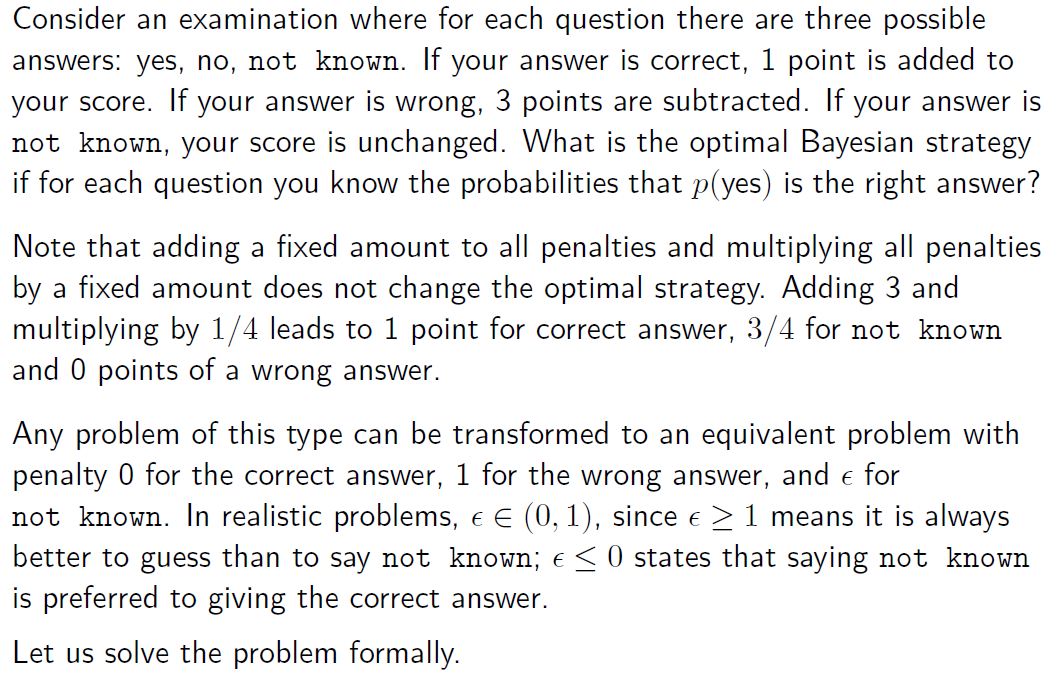 Consider an examination where for each question there are three possible
answers: yes, no, not known. If your answer is correct, 1 point is added to
your score. If your answer is wrong, 3 points are subtracted. If your answer is
not known, your score is unchanged. What is the optimal Bayesian strategy
if for each question you know the probabilities that p(yes) is the right answer?
Note that adding a fixed amount to all penalties and multiplying all penalties
by a fixed amount does not change the optimal strategy. Adding 3 and
multiplying by 1/4 leads to 1 point for correct answer, 3/4 for not known
and 0 points of a wrong answer.
Any problem of this type can be transformed to an equivalent problem with
penalty 0 for the correct answer, 1 for the wrong answer, and ϵ for
not known. In realistic problems, ϵ ∈ (0, 1), since ϵ ≥ 1 means it is always
better to guess than to say not known; ϵ ≤ 0 states that saying not known
is preferred to giving the correct answer.
Let us solve the problem formally.